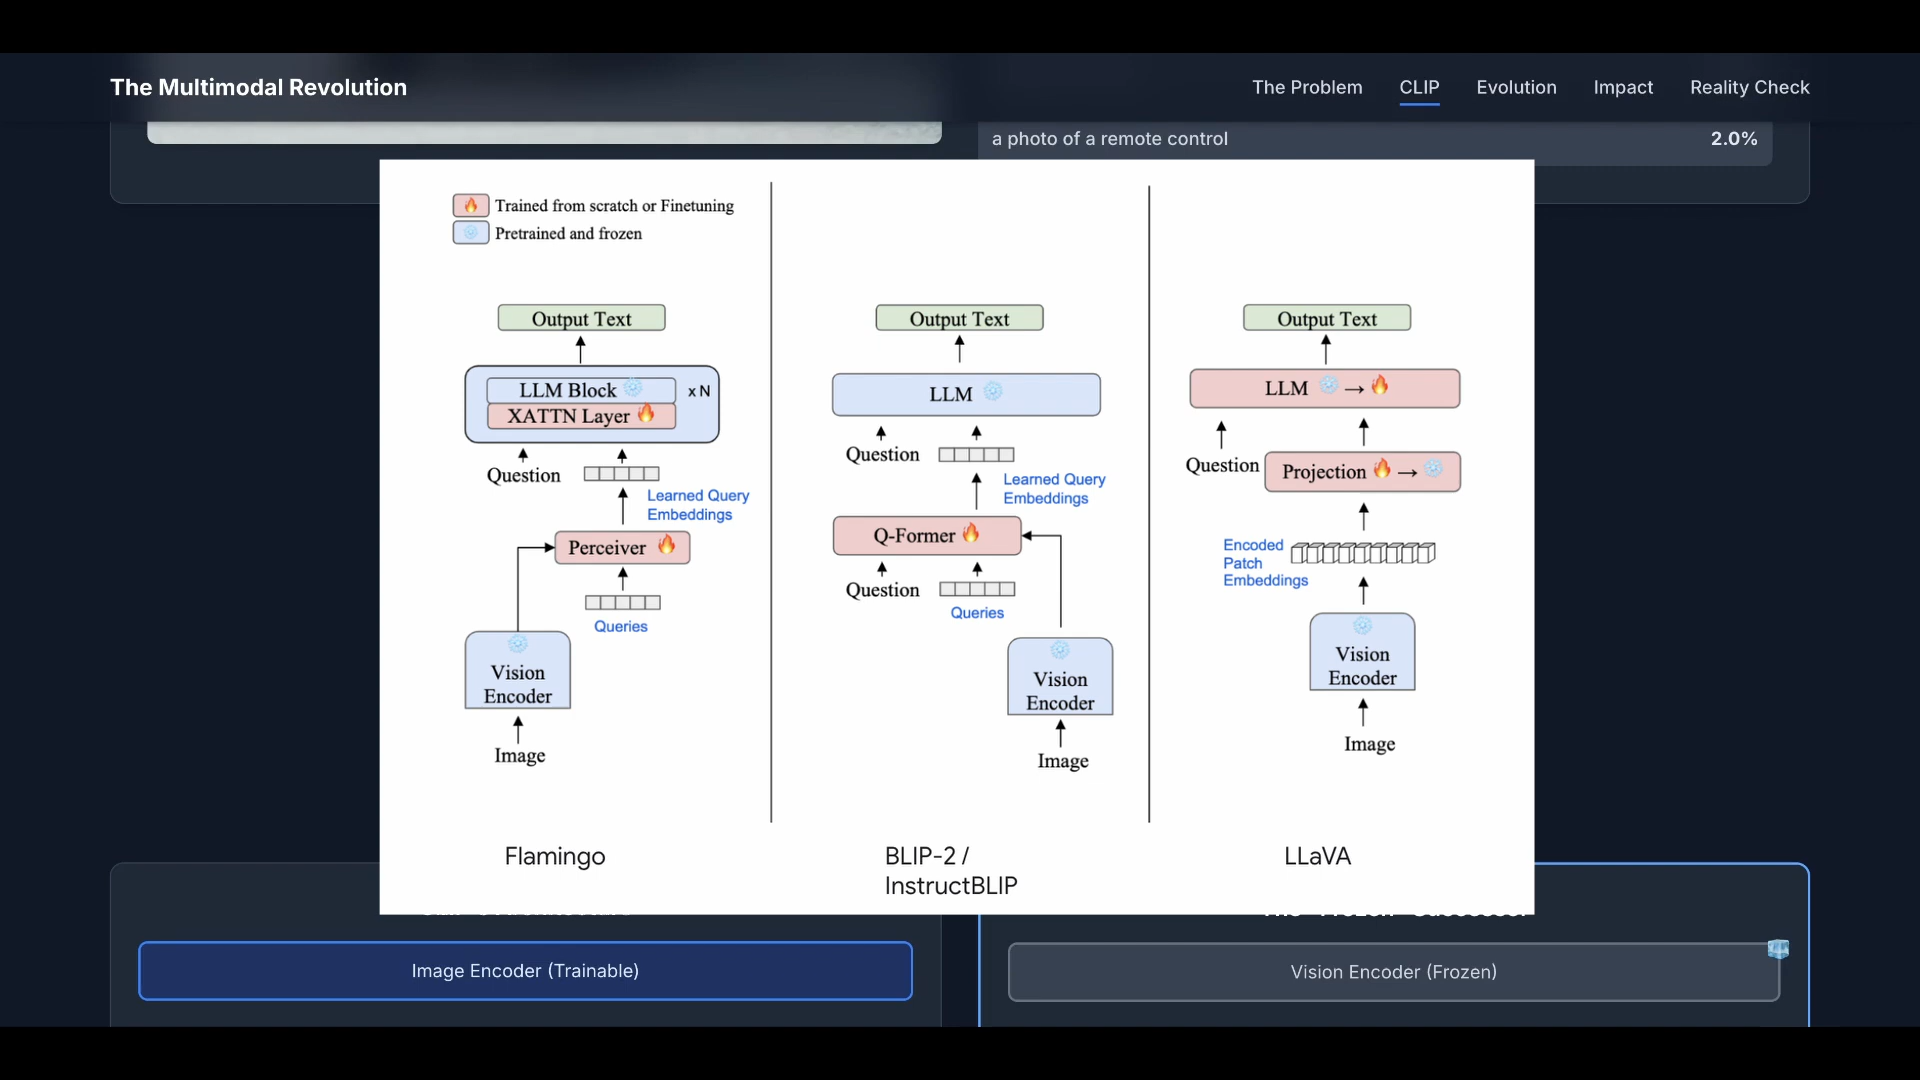 The Multimodal Revolution
The Problem
CLIP
Evolution
Impact
Reality Check
a photo of a remote control
2.0%
Trained from scratch or Finetuning
Pretrained and frozen
Output Text
LLM Block
x N
XATTN Layer
Question
Learned Query
Embeddings
Perceiver
Queries
Vision
Encoder
Image
Flamingo
Output Text
LLM
Question
Learned Query
Embeddings
Q-Former
Question
Queries
Vision
Encoder
Image
BLIP-2 /
InstructBLIP
Output Text
LLM →
Question
Projection →
Encoded
Patch
Embeddings
Vision
Encoder
Image
LLaVA
Image Encoder (Trainable)
Vision Encoder (Frozen)